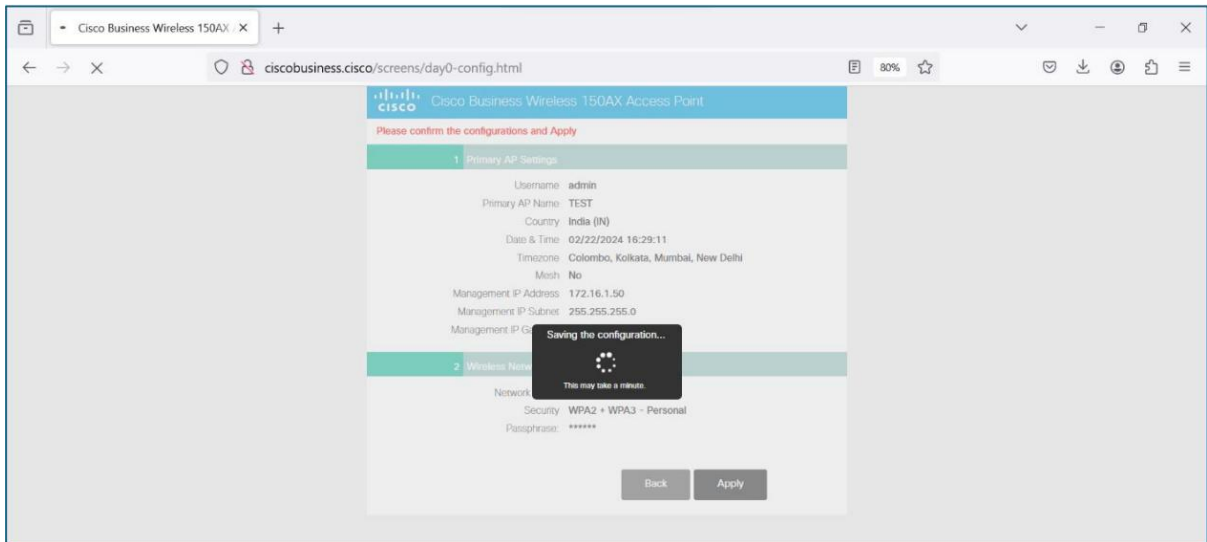 Cisco Business Wireless 150AX
ciscobusiness.cisco/screens/day0-config.html
80%
CISCO
Cisco Business Wireless 150AX Access Point
Please confirm the configurations and Apply
1 Primary AP Settings
Username admin
Primary AP Name TEST
Country India (IN)
Date & Time 02/22/2024 16:29:11
Timezone Colombo, Kolkata, Mumbai, New Delhi
Mesh No
Management IP Address 172.16.1.50
Management IP Subnet 255.255.255.0
Management IP
Saving the configuration...
This may take a minute.
2 Wireless
Network
Security WPA2 + WPA3 - Personal
Passphrase: ******
Back
Apply